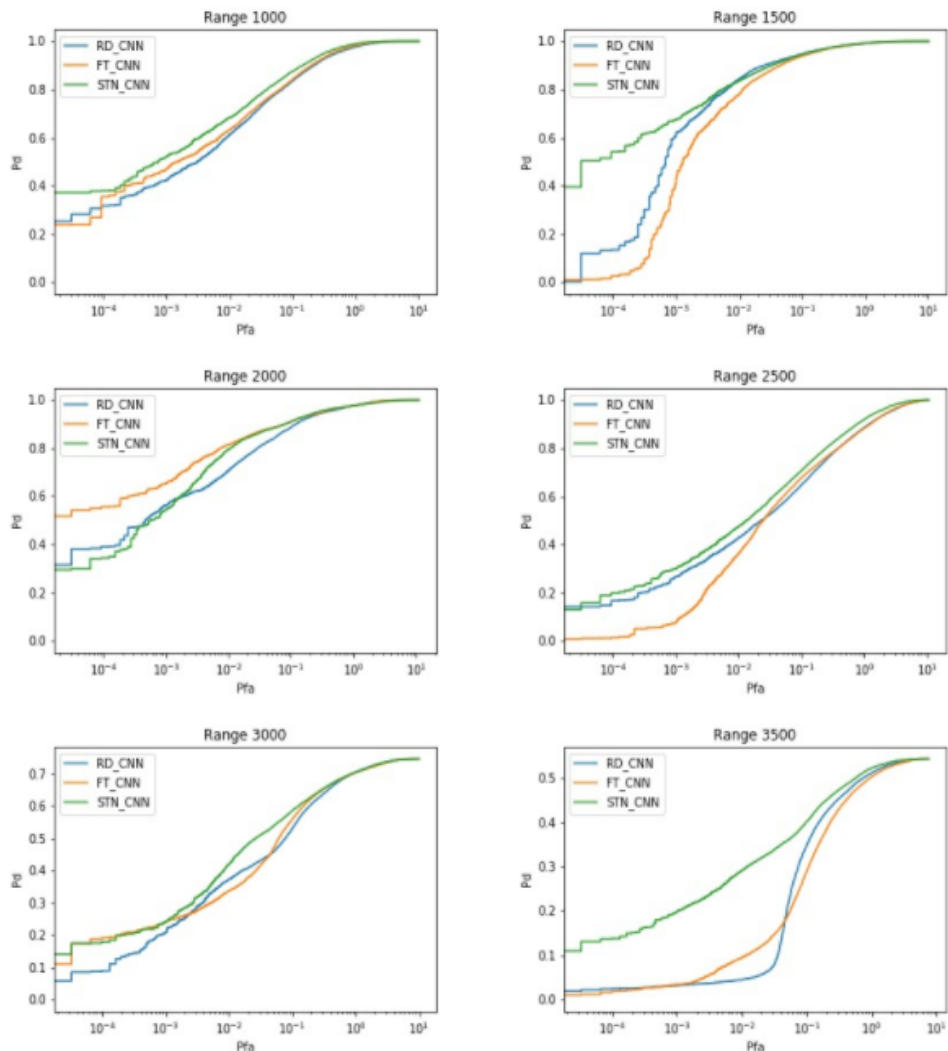 Range 1000
1.0
0.8
0.6
0.4
0.2
0.0
Pd
RD_CNN
FT_CNN
STN_CNN
10⁻⁴ 10⁻³ 10⁻² 10⁻¹ 10⁰ 10¹
Pfa
Range 1500
1.0
0.8
0.6
0.4
0.2
0.0
Pd
RD_CNN
FT_CNN
STN_CNN
10⁻⁴ 10⁻³ 10⁻² 10⁻¹ 10⁰ 10¹
Pfa
Range 2000
1.0
0.8
0.6
0.4
0.2
0.0
Pd
RD_CNN
FT_CNN
STN_CNN
10⁻⁴ 10⁻³ 10⁻² 10⁻¹ 10⁰ 10¹
Pfa
Range 2500
1.0
0.8
0.6
0.4
0.2
0.0
Pd
RD_CNN
FT_CNN
STN_CNN
10⁻⁴ 10⁻³ 10⁻² 10⁻¹ 10⁰ 10¹
Pfa
Range 3000
0.7
0.6
0.5
0.4
0.3
0.2
0.1
0.0
Pd
RD_CNN
FT_CNN
STN_CNN
10⁻⁴ 10⁻³ 10⁻² 10⁻¹ 10⁰ 10¹
Pfa
Range 3500
0.5
0.4
0.3
0.2
0.1
0.0
Pd
RD_CNN
FT_CNN
STN_CNN
10⁻⁴ 10⁻³ 10⁻² 10⁻¹ 10⁰ 10¹
Pfa